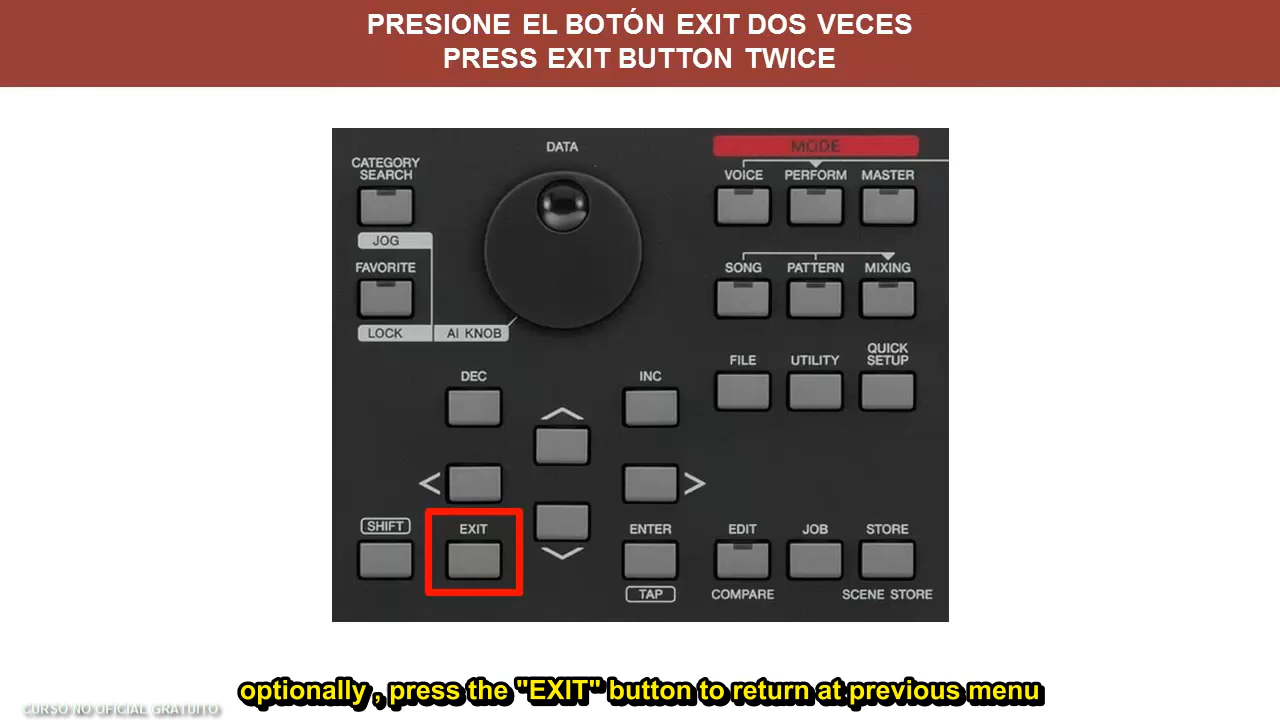 PRESIONE EL BOTÓN EXIT DOS VECES
PRESS EXIT BUTTON TWICE
DATA
MODE
CATEGORY
SEARCH
VOICE PERFORM MASTER
JOG
FAVORITE
SONG PATTERN MIXING
LOCK
AI KNOB
QUICK
SETUP
FILE UTILITY
DEC
INC
SHIFT
EXIT
ENTER
EDIT
JOB
STORE
TAP
COMPARE
SCENE STORE
optionally , press the "EXIT" button to return at previous menu
CURSO NO OFICIAL GRATUITO